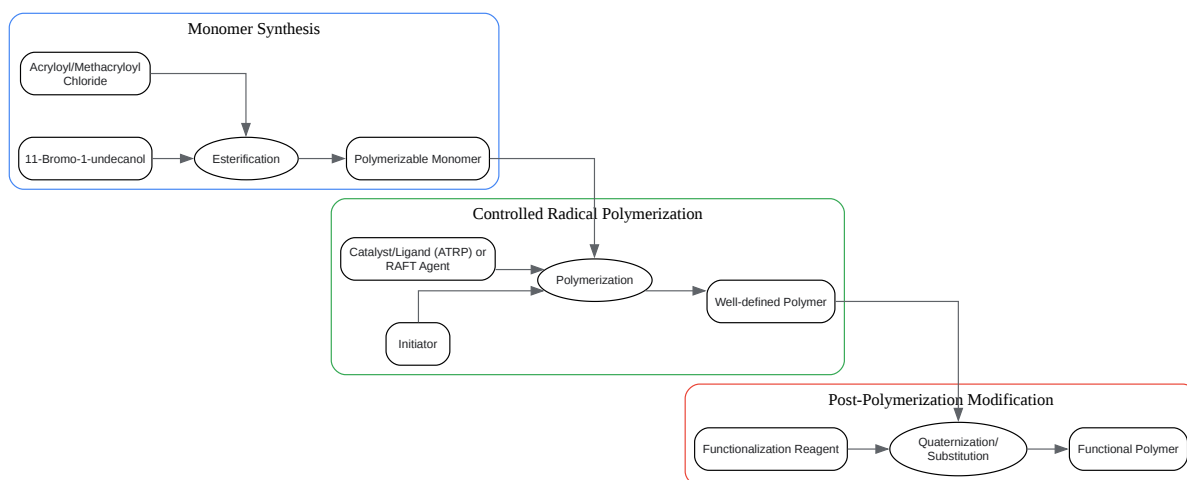 Monomer Synthesis
Acryloyl/Methacryloyl
Chloride
11-Bromo-1-undecanol
Esterification
Polymerizable Monomer
Controlled Radical Polymerization
Catalyst/Ligand (ATRP) or
RAFT Agent
Polymerization
Well-defined Polymer
Initiator
Post-Polymerization Modification
Functionalization Reagent
Quaternization/
Substitution
Functional Polymer